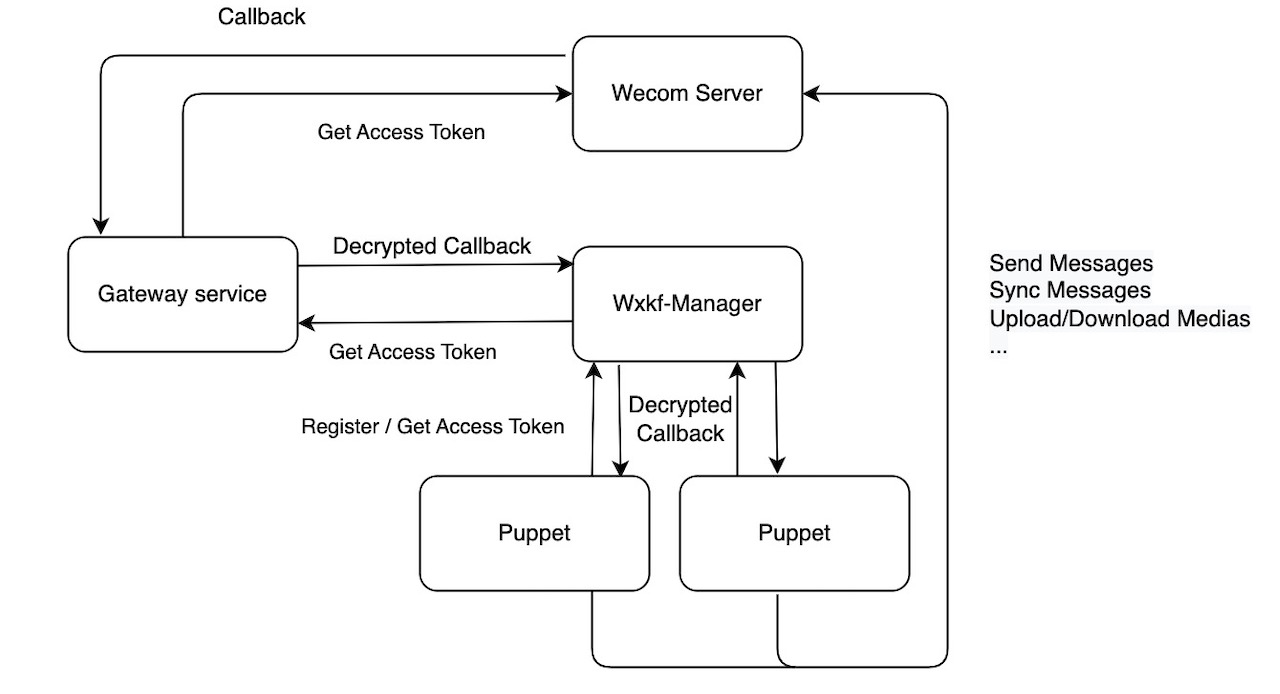 Callback
Wecom Server
Get Access Token
Decrypted Callback
Gateway service
Wxkf-Manager
Get Access Token
Send Messages
Sync Messages
Upload/Download Medias
...
Register / Get Access Token
Decrypted
Callback
Puppet
Puppet